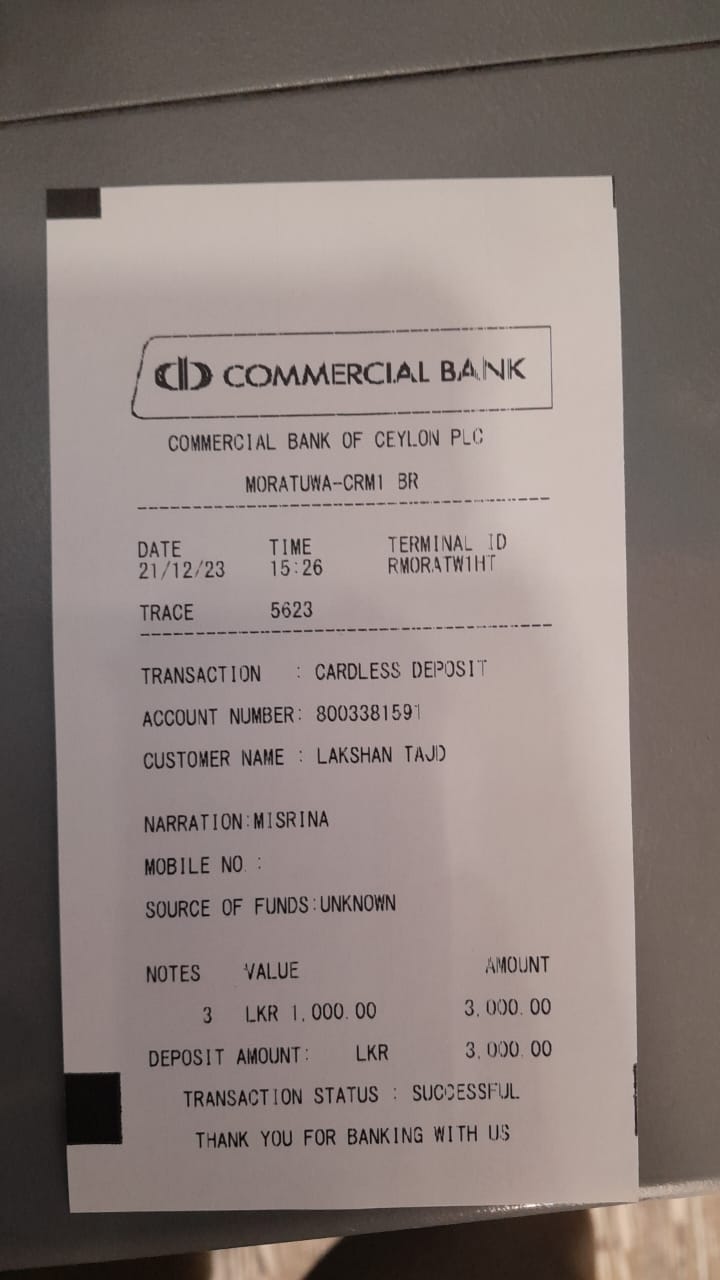 COMMERCIAL BANK
COMMERCIAL BANK OF CEYLON PLC
MORATUWA-CRM1 BR
DATE TIME TERMINAL ID
21/12/23 15:26 RMORATW1HT
TRACE 5623
TRANSACTION : CARDLESS DEPOSIT
ACCOUNT NUMBER: 8003381591
CUSTOMER NAME : LAKSHAN TAJD
NARRATION:MISRINA
MOBILE NO :
SOURCE OF FUNDS:UNKNOWN
NOTES VALUE AMOUNT
3 LKR 1,000.00 3,000.00
DEPOSIT AMOUNT: LKR 3,000.00
TRANSACTION STATUS : SUCCESSFUL
THANK YOU FOR BANKING WITH US